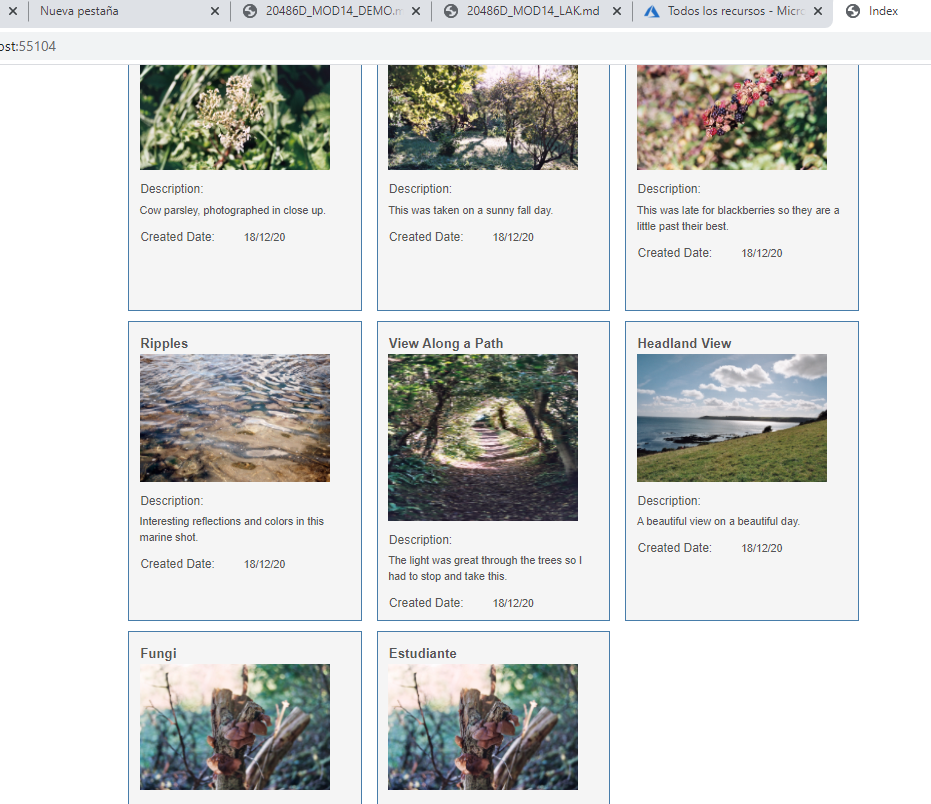 Nueva pestaña
20486D_MOD14_DEMO.m
20486D_MOD14_LAK.md
Todos los recursos - Micro
Index
ost:55104
Description:
Cow parsley, photographed in close up.
Created Date: 18/12/20
Description:
This was taken on a sunny fall day.
Created Date: 18/12/20
Description:
This was late for blackberries so they are a
little past their best.
Created Date: 18/12/20
Ripples
Description:
Interesting reflections and colors in this
marine shot.
Created Date: 18/12/20
View Along a Path
Description:
The light was great through the trees so I
had to stop and take this.
Created Date: 18/12/20
Headland View
Description:
A beautiful view on a beautiful day.
Created Date: 18/12/20
Fungi
Estudiante